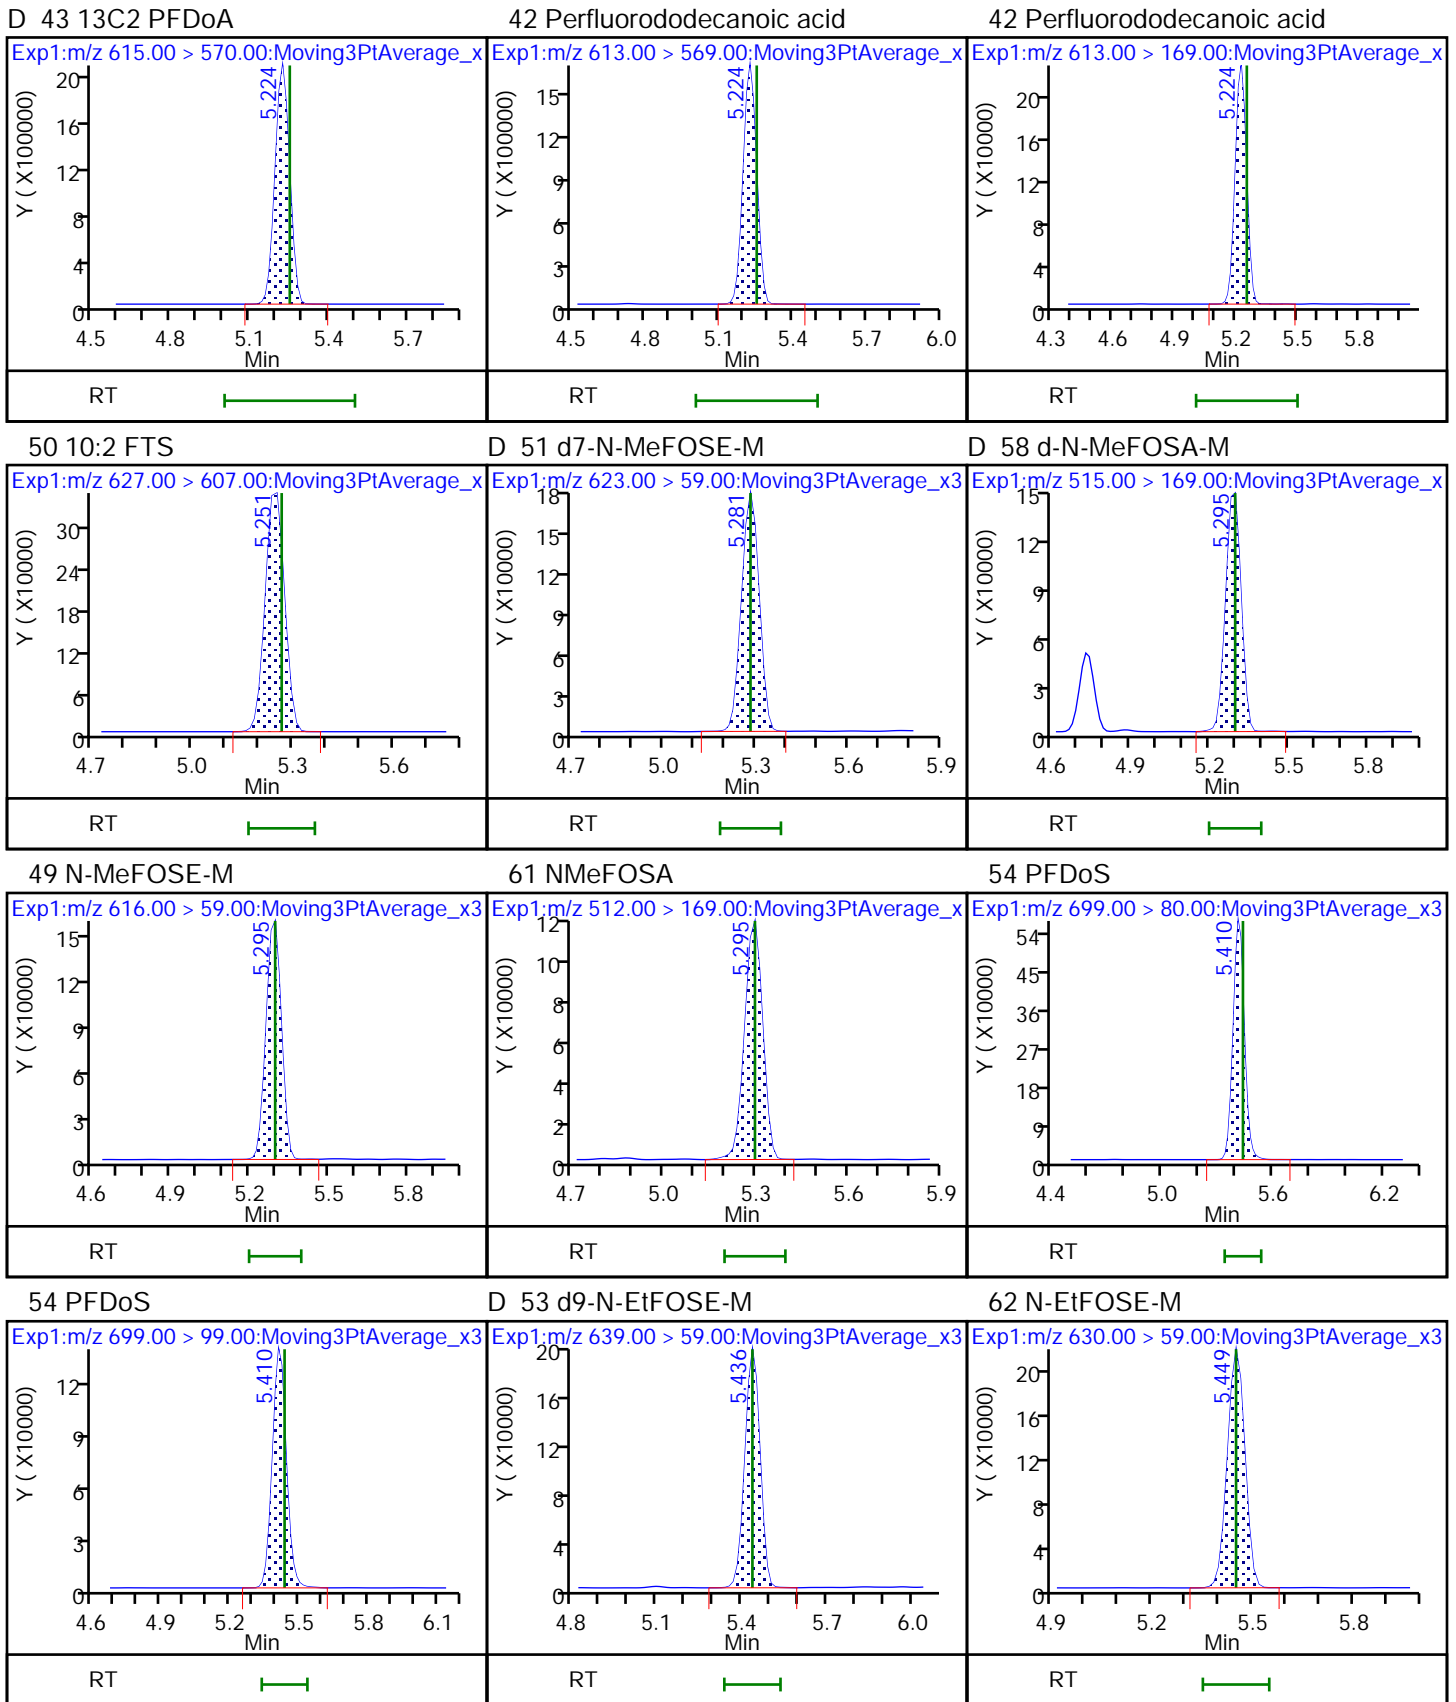 D 43 13C2 PFDoA
Exp1:m/z 615.00 > 570.00:Moving3PtAverage_x
Y ( X100000)
20
16
12
8
4
0
5.224
4.5 4.8 5.1 5.4 5.7
Min
RT
42 Perfluorododecanoic acid
Exp1:m/z 613.00 > 569.00:Moving3PtAverage_x
Y ( X100000)
15
12
9
6
3
0
5.224
4.5 4.8 5.1 5.4 5.7 6.0
Min
RT
42 Perfluorododecanoic acid
Exp1:m/z 613.00 > 169.00:Moving3PtAverage_x
Y ( X10000)
20
16
12
8
4
0
5.224
4.3 4.6 4.9 5.2 5.5 5.8
Min
RT
50 10:2 FTS
Exp1:m/z 627.00 > 607.00:Moving3PtAverage_x
Y ( X10000)
30
24
18
12
6
0
5.251
4.7 5.0 5.3 5.6
Min
RT
D 51 d7-N-MeFOSE-M
Exp1:m/z 623.00 > 59.00:Moving3PtAverage_x3
Y ( X10000)
18
15
12
9
6
3
0
5.281
4.7 5.0 5.3 5.6 5.9
Min
RT
D 58 d-N-MeFOSA-M
Exp1:m/z 515.00 > 169.00:Moving3PtAverage_x
Y ( X10000)
15
12
9
6
3
0
5.295
4.6 4.9 5.2 5.5 5.8
Min
RT
49 N-MeFOSE-M
Exp1:m/z 616.00 > 59.00:Moving3PtAverage_x3
Y ( X10000)
15
12
9
6
3
0
5.295
4.6 4.9 5.2 5.5 5.8
Min
RT
61 NMeFOSA
Exp1:m/z 512.00 > 169.00:Moving3PtAverage_x
Y ( X10000)
12
10
8
6
4
2
0
5.295
4.7 5.0 5.3 5.6 5.9
Min
RT
54 PFDoS
Exp1:m/z 699.00 > 80.00:Moving3PtAverage_x3
Y ( X10000)
54
45
36
27
18
9
0
5.410
4.4 5.0 5.6 6.2
Min
RT
54 PFDoS
Exp1:m/z 699.00 > 99.00:Moving3PtAverage_x3
Y ( X10000)
12
9
6
3
0
5.410
4.6 4.9 5.2 5.5 5.8 6.1
Min
RT
D 53 d9-N-EtFOSE-M
Exp1:m/z 639.00 > 59.00:Moving3PtAverage_x3
Y ( X10000)
20
16
12
8
4
0
5.436
4.8 5.1 5.4 5.7 6.0
Min
RT
62 N-EtFOSE-M
Exp1:m/z 630.00 > 59.00:Moving3PtAverage_x3
Y ( X10000)
20
16
12
8
4
0
5.449
4.9 5.2 5.5 5.8
Min
RT